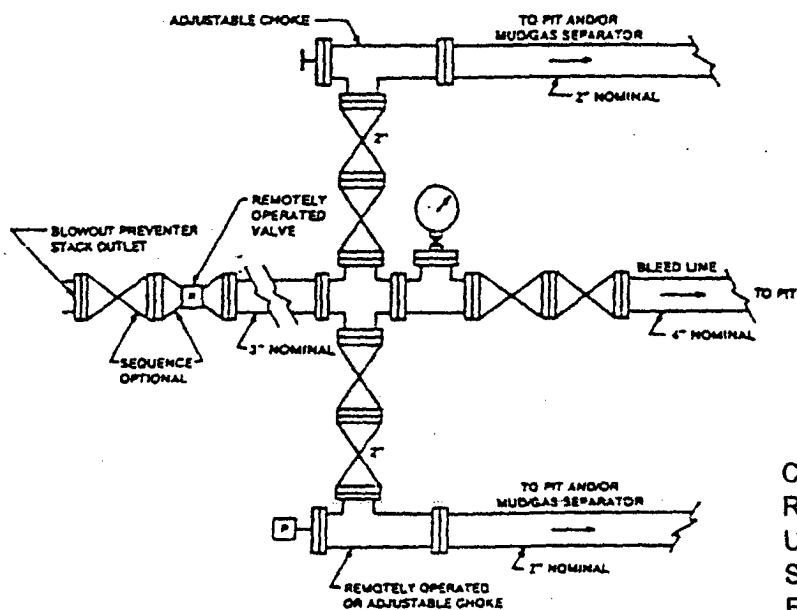 ADJUSTABLE CHOKE
TO PIT AND/OR
MUD/GAS SEPARATOR
2" NOMINAL
2"
REMOTELY
OPERATED
VALVE
BLOWOUT PREVENTER
STACK OUTLET
BLEED LINE
TO PIT
3" NOMINAL
4" NOMINAL
SEQUENCE
OPTIONAL
2"
TO PIT AND/OR
MUD/GAS SEPARATOR
P
2" NOMINAL
REMOTELY OPERATED
OR ADJUSTABLE CHOKE
C
R
U
S